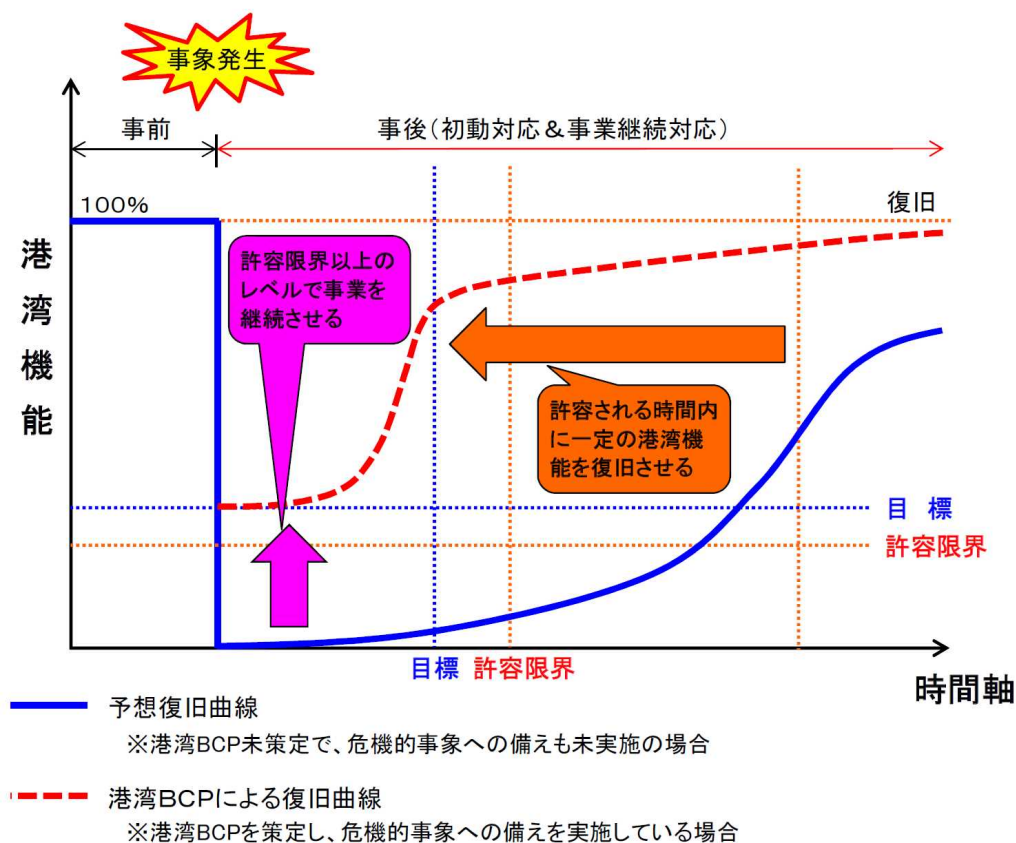 事象発生
事前
事後(初動対応&事業継続対応)
100%
復旧
港湾機能
許容限界以上の
レベルで事業を
継続させる
許容される時間内
に一定の港湾機
能を復旧させる
目 標
許容限界
目標 許容限界
時間軸
予想復旧曲線
※港湾BCP未策定で、危機的事象への備えも未実施の場合
港湾BCPによる復旧曲線
※港湾BCPを策定し、危機的事象への備えを実施している場合